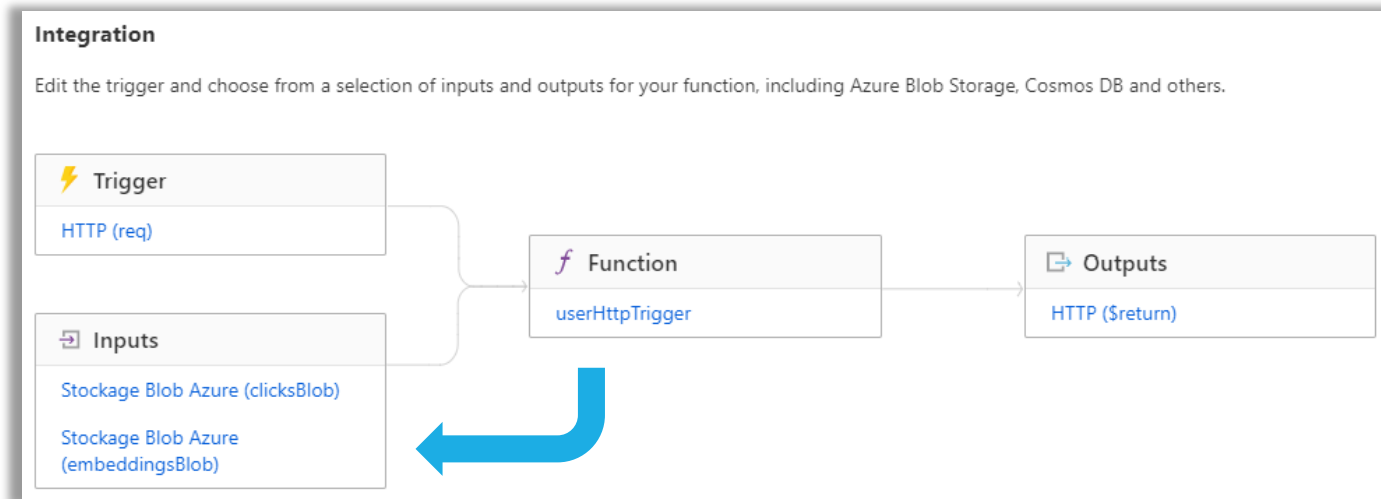 Integration
Edit the trigger and choose from a selection of inputs and outputs for your function, including Azure Blob Storage, Cosmos DB and others.
Trigger
HTTP (req)
Inputs
Stockage Blob Azure (clicksBlob)
Stockage Blob Azure
(embeddingsBlob)
Function
userHttpTrigger
Outputs
HTTP ($return)